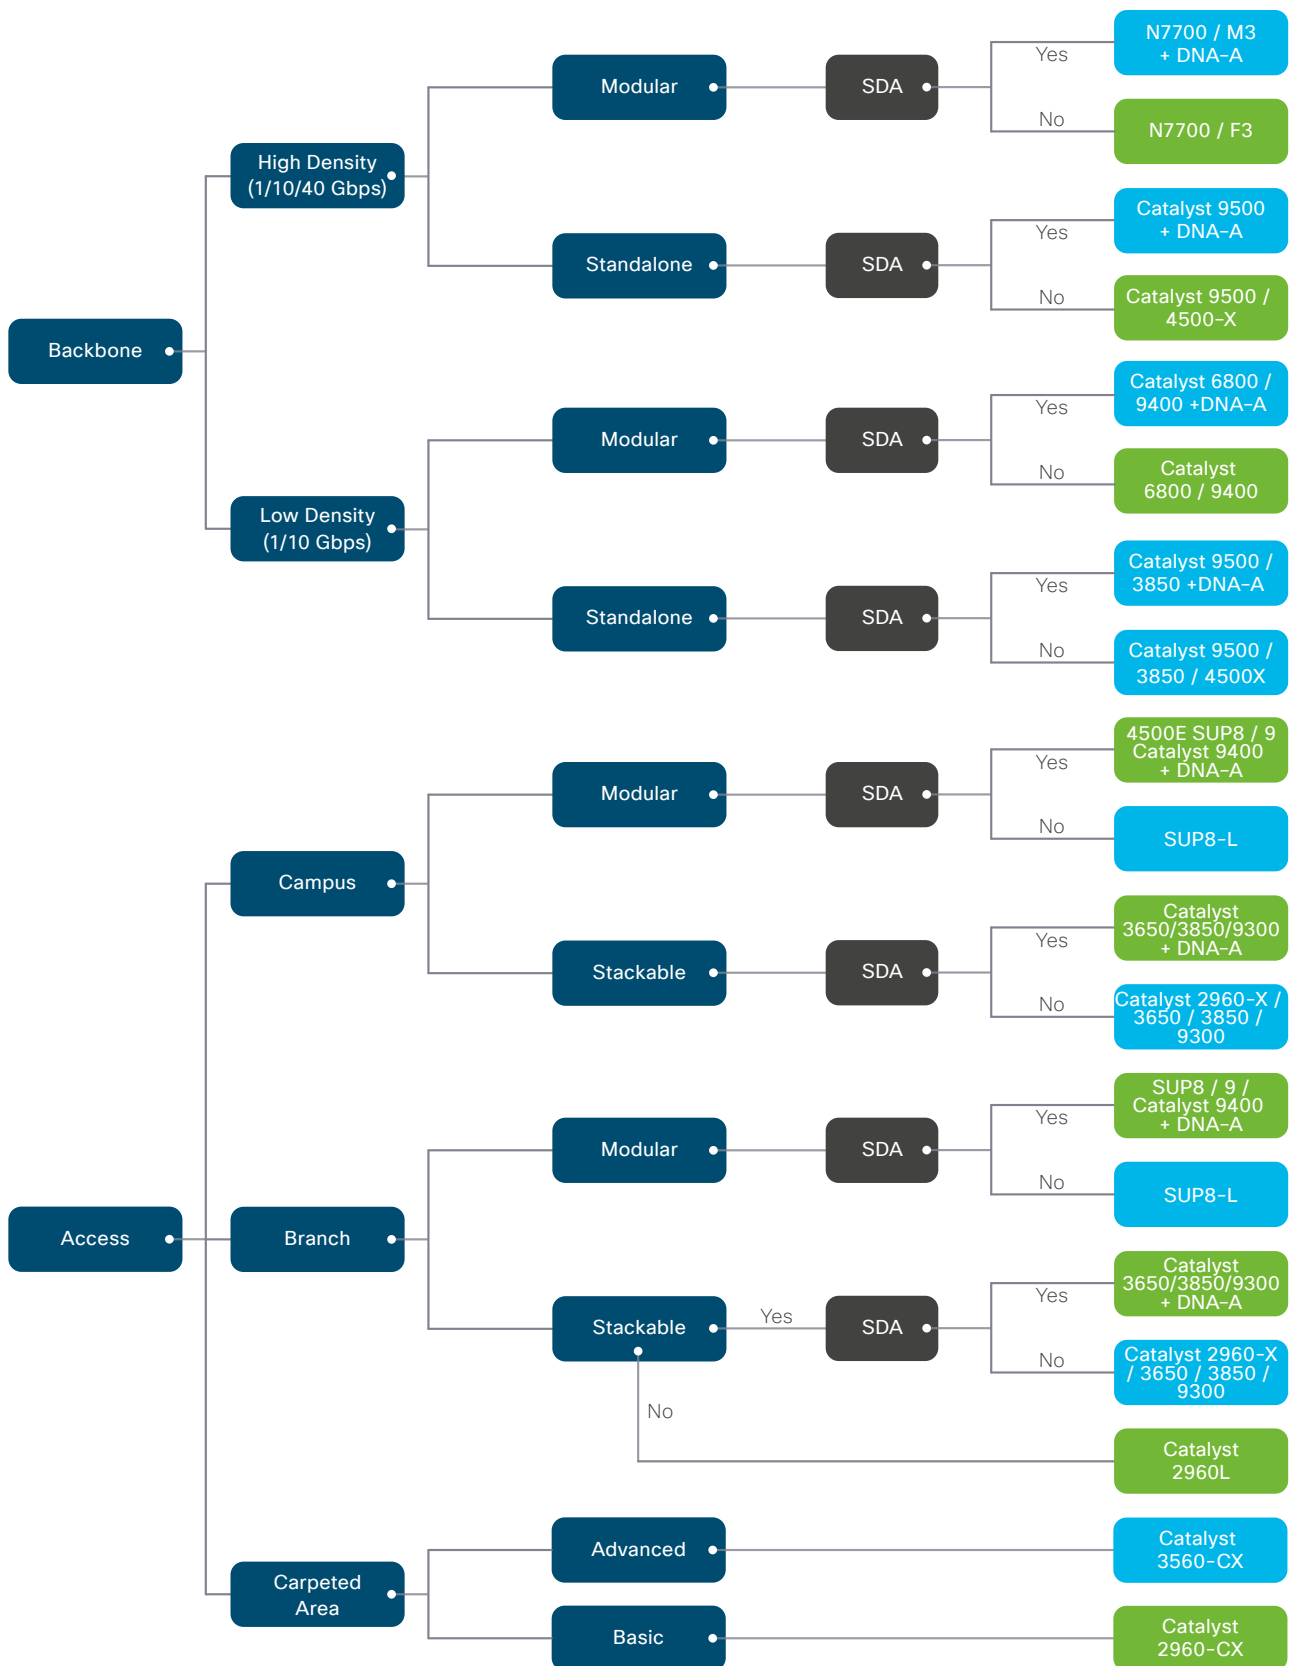 Backbone
High Density
(1/10/40 Gbps)
Modular
SDA
Yes
N7700 / M3
+ DNA-A
No
N7700 / F3
Standalone
SDA
Yes
Catalyst 9500
+ DNA-A
No
Catalyst 9500 /
4500-X
Low Density
(1/10 Gbps)
Modular
SDA
Yes
Catalyst 6800 /
9400 +DNA-A
No
Catalyst
6800 / 9400
Standalone
SDA
Yes
Catalyst 9500 /
3850 +DNA-A
No
Catalyst 9500 /
3850 / 4500X
Access
Campus
Modular
SDA
Yes
4500E SUP8 / 9
Catalyst 9400
+ DNA-A
No
SUP8-L
Stackable
SDA
Yes
Catalyst
3650/3850/9300
+ DNA-A
No
Catalyst 2960-X /
3650 / 3850 /
9300
Branch
Modular
SDA
Yes
SUP8 / 9 /
Catalyst 9400
+ DNA-A
No
SUP8-L
Stackable
Yes
SDA
Yes
Catalyst
3650/3850/9300
+ DNA-A
No
Catalyst 2960-X
/ 3650 / 3850 /
9300
No
Catalyst
2960L
Carpeted
Area
Advanced
Catalyst
3560-CX
Basic
Catalyst
2960-CX